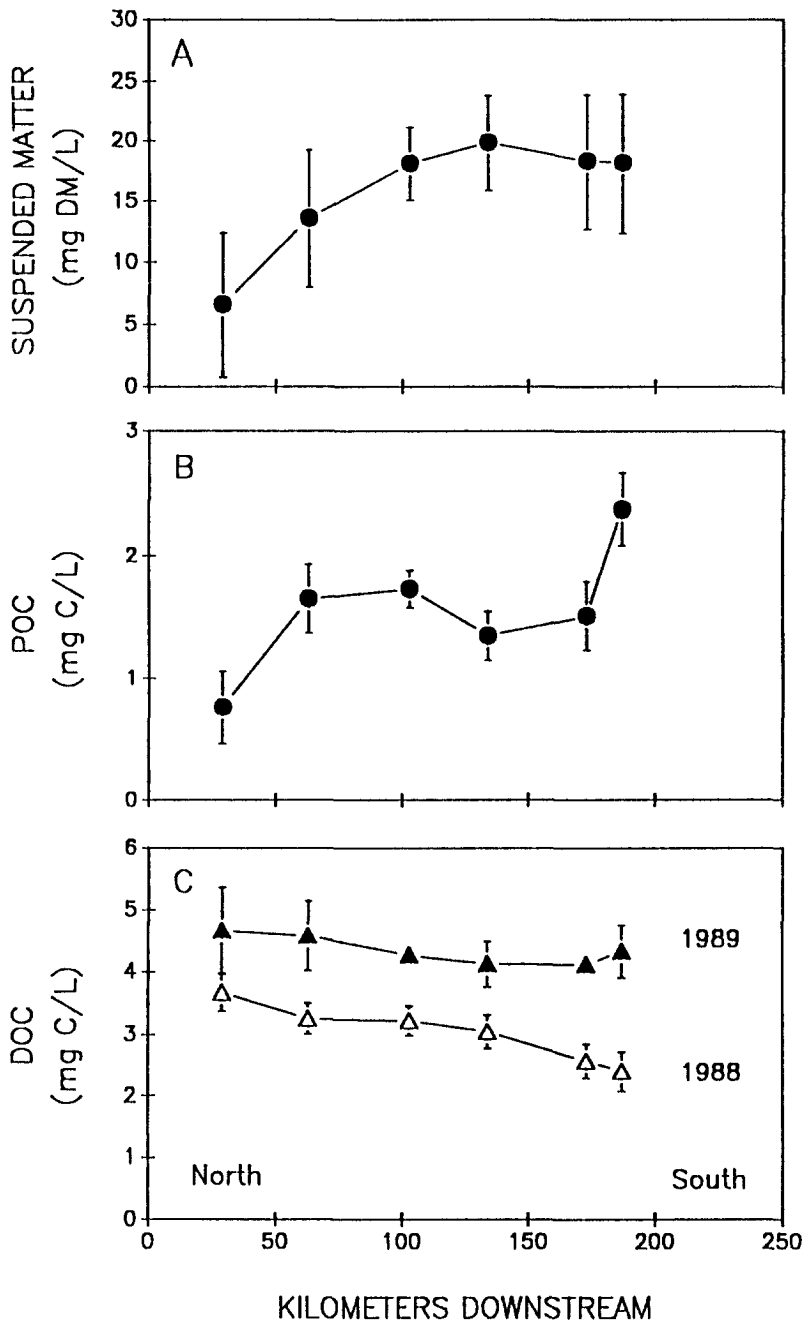 A
SUSPENDED MATTER
(mg DM/L)
30
25
20
15
10
5
0
B
POC
(mg C/L)
3
2
1
0
C
DOC
(mg C/L)
6
5
4
3
2
1
0
1989
1988
North
South
0 50 100 150 200 250
KILOMETERS DOWNSTREAM